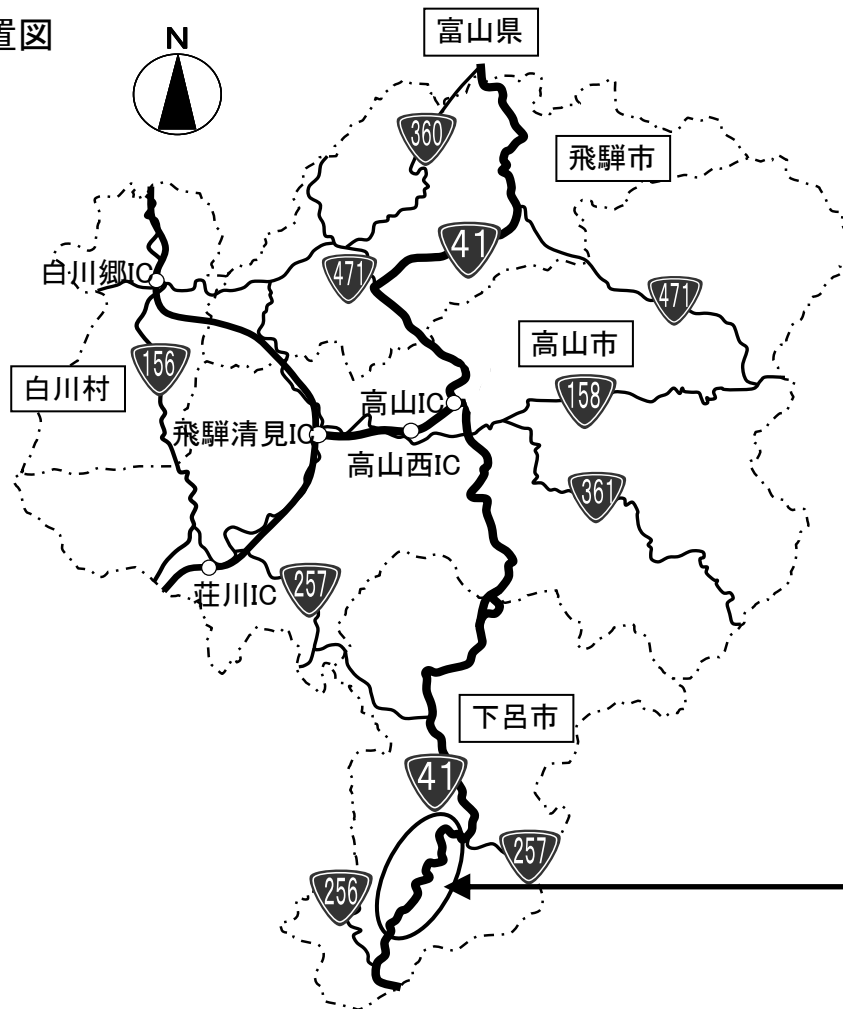 置図
N
富山県
360
飛騨市
41
白川郷IC
471
471
156
高山市
白川村
高山IC
158
飛騨清見IC
高山西IC
361
荘川IC
257
下呂市
41
257
256